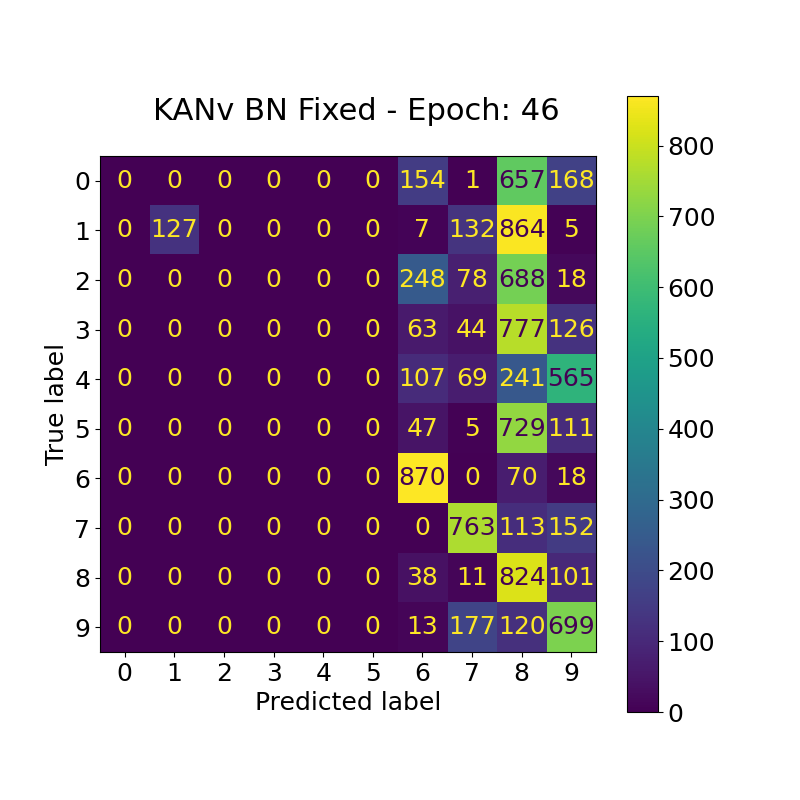 KANv BN Fixed - Epoch: 46
0 0 0 0 0 0 0 154 1 657 168
1 0 127 0 0 0 0 7 132 864 5
2 0 0 0 0 0 0 248 78 688 18
3 0 0 0 0 0 0 63 44 777 126
4 0 0 0 0 0 0 107 69 241 565
5 0 0 0 0 0 0 47 5 729 111
6 0 0 0 0 0 0 870 0 70 18
7 0 0 0 0 0 0 0 763 113 152
8 0 0 0 0 0 0 38 11 824 101
9 0 0 0 0 0 0 13 177 120 699
0 1 2 3 4 5 6 7 8 9
Predicted label
True label
800
700
600
500
400
300
200
100
0